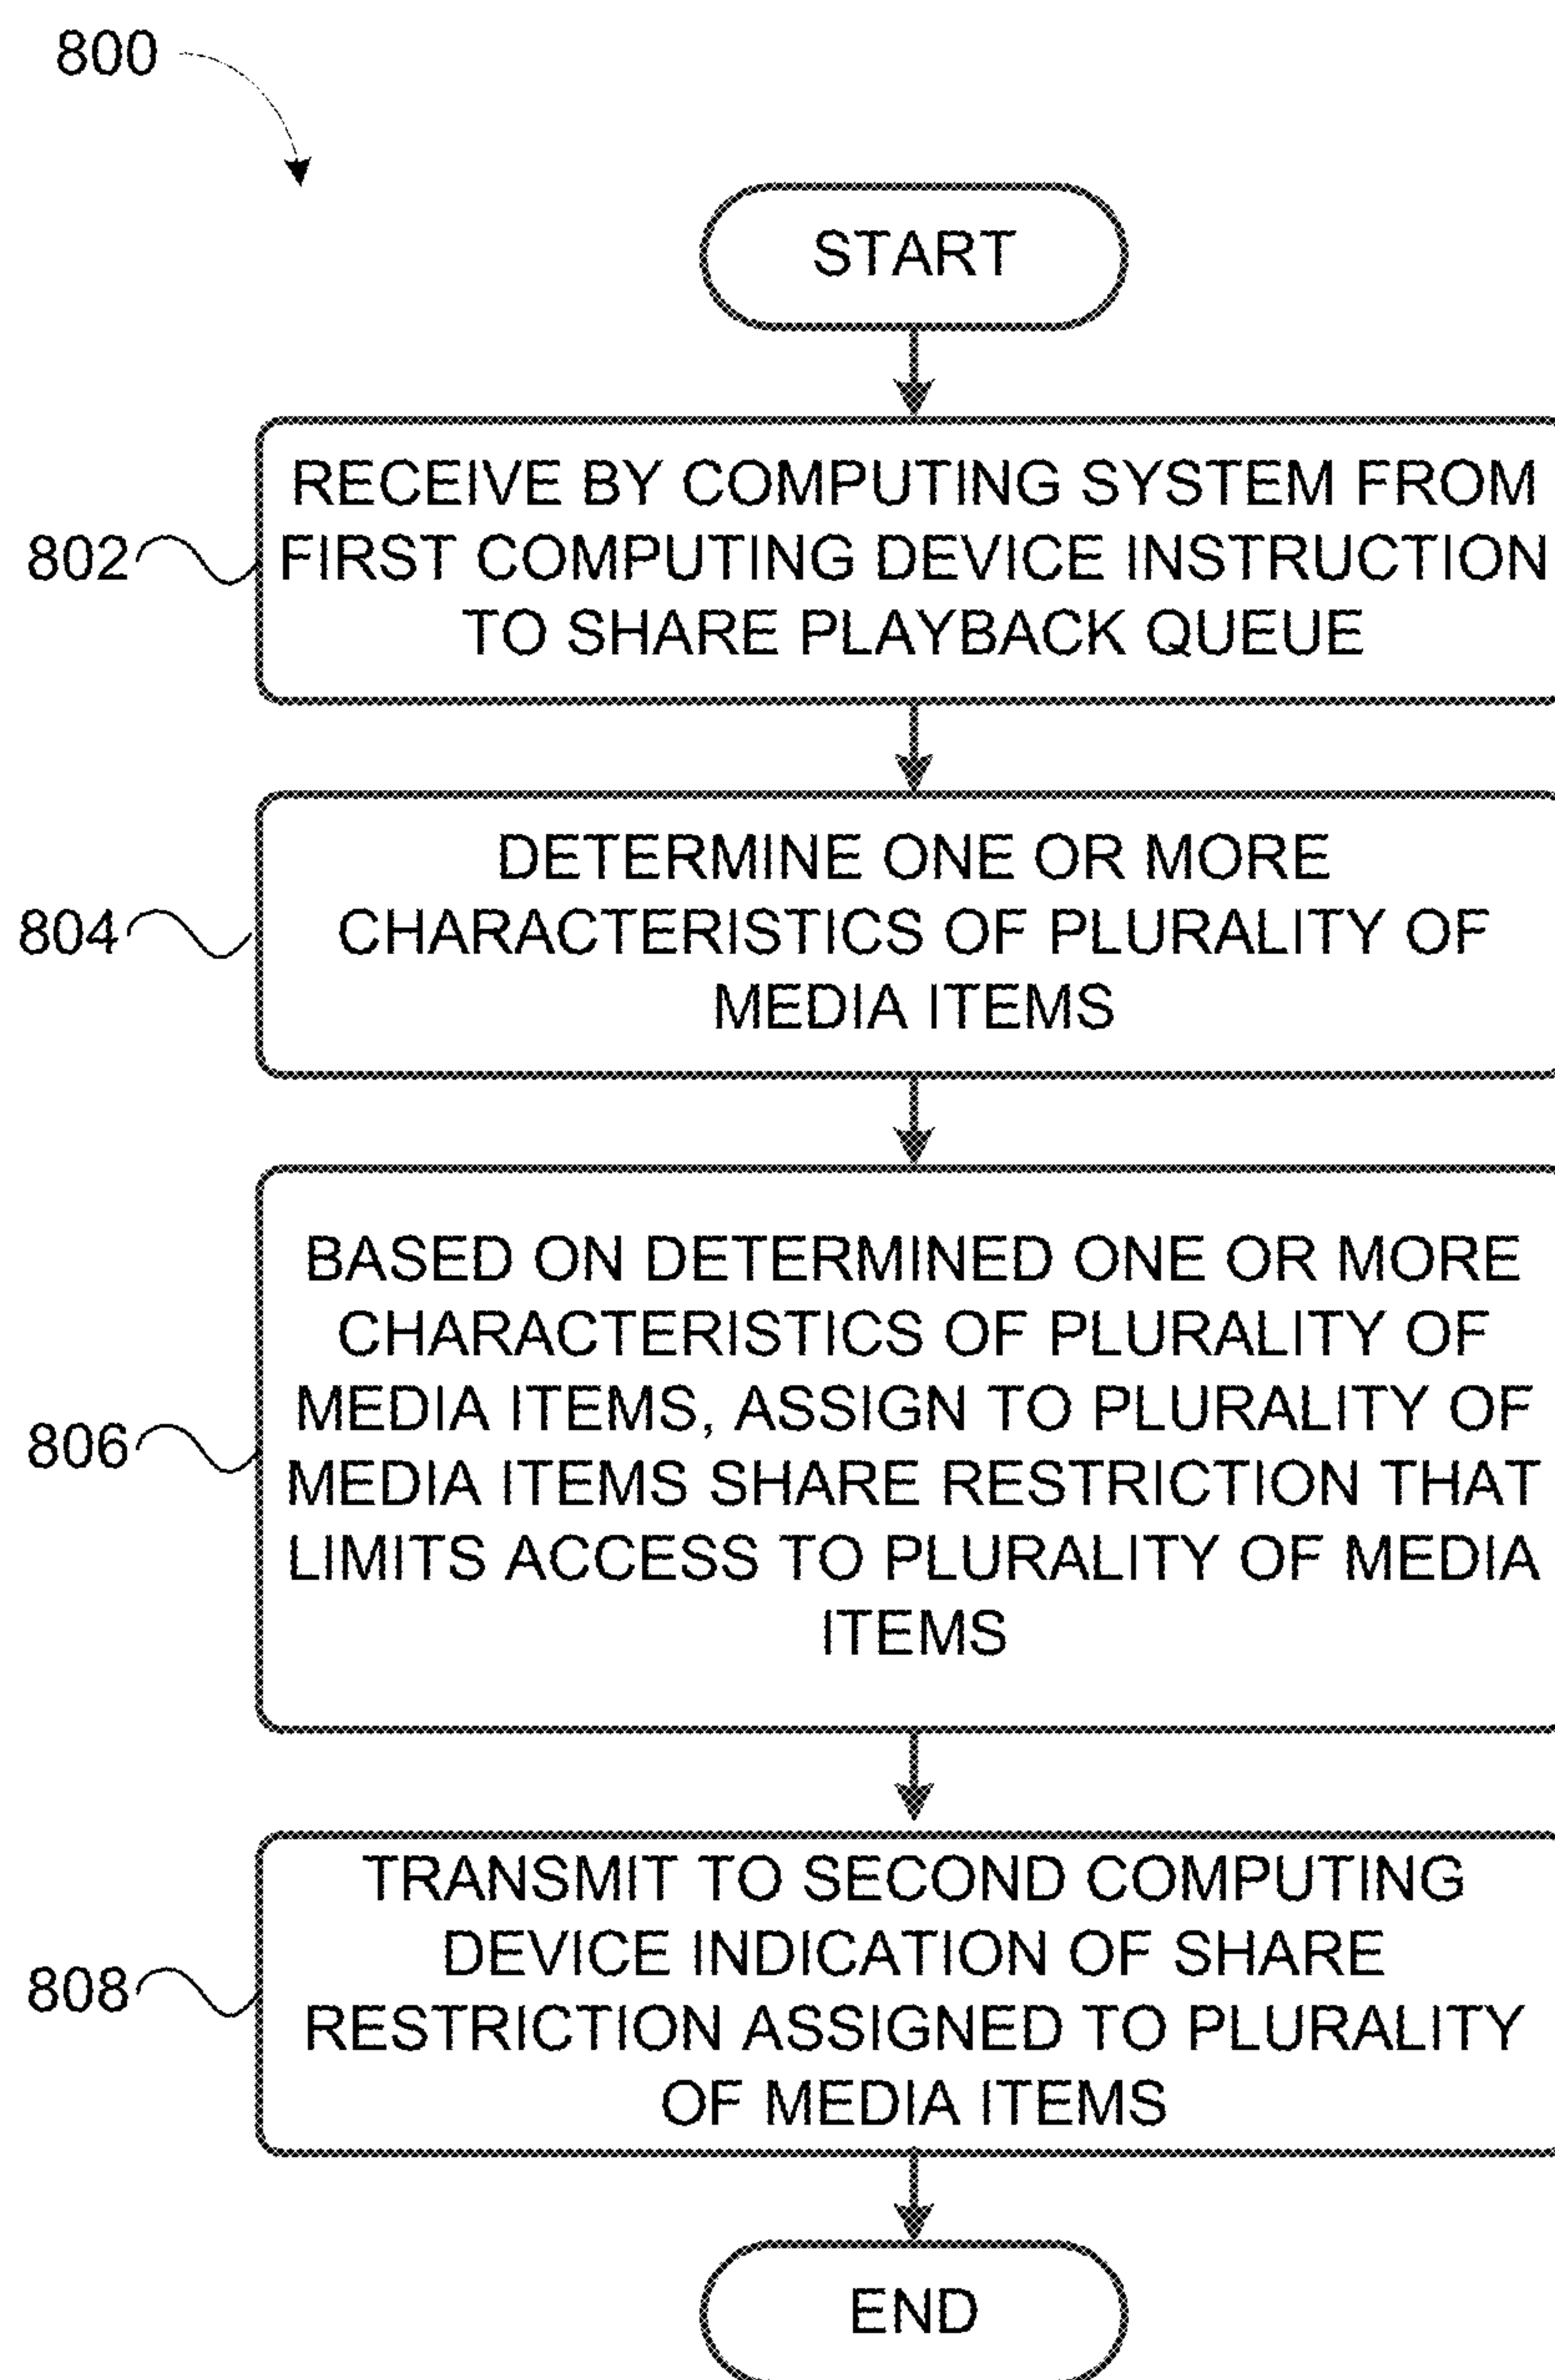 800
START
802
RECEIVE BY COMPUTING SYSTEM FROM
FIRST COMPUTING DEVICE INSTRUCTION
TO SHARE PLAYBACK QUEUE
804
DETERMINE ONE OR MORE
CHARACTERISTICS OF PLURALITY OF
MEDIA ITEMS
806
BASED ON DETERMINED ONE OR MORE
CHARACTERISTICS OF PLURALITY OF
MEDIA ITEMS, ASSIGN TO PLURALITY OF
MEDIA ITEMS SHARE RESTRICTION THAT
LIMITS ACCESS TO PLURALITY OF MEDIA
ITEMS
808
TRANSMIT TO SECOND COMPUTING
DEVICE INDICATION OF SHARE
RESTRICTION ASSIGNED TO PLURALITY
OF MEDIA ITEMS
END